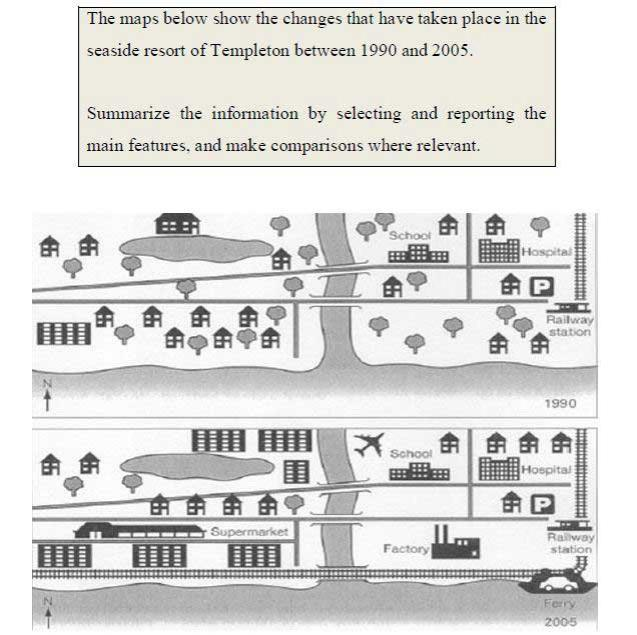 The maps below show the changes that have taken place in the
seaside resort of Templeton between 1990 and 2005.
Summarize the information by selecting and reporting the
main features, and make comparisons where relevant.
School
Hospital
P
Railway
station
N
1990
School
Hospital
P
Supermarket
Railway
station
Factory
N
Ferry
2005